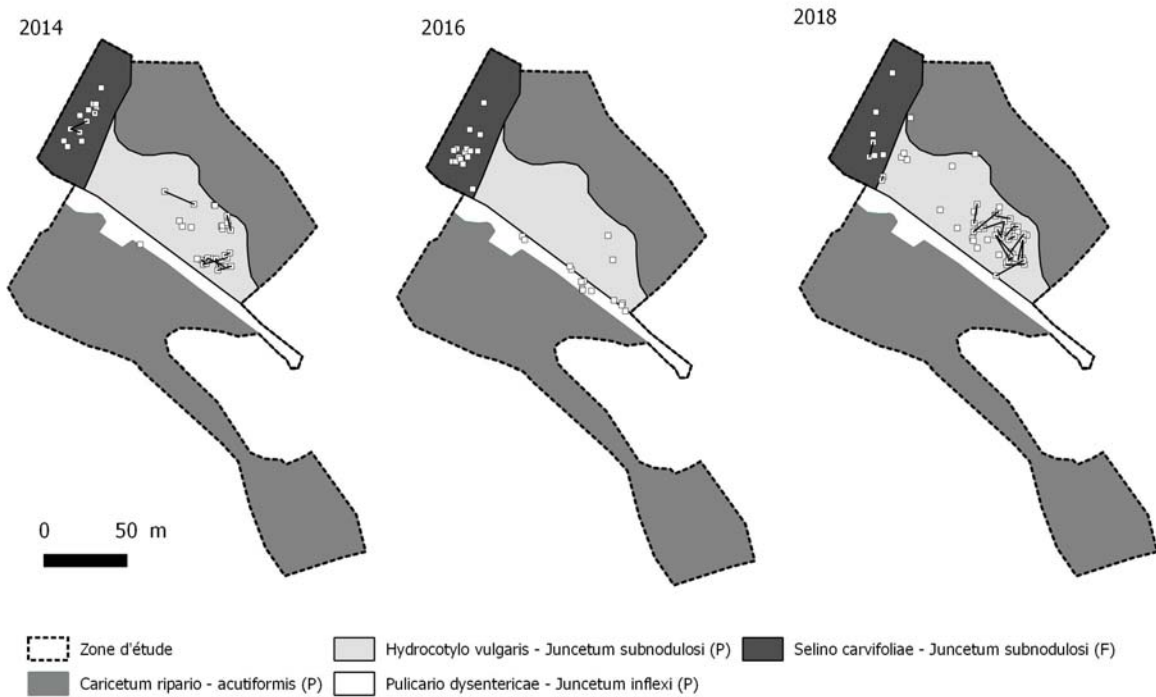 2014
2016
2018
0 50 m
Zone d'étude
Hydrocotylo vulgaris - Juncetum subnodulosi (P)
Selino carvifoliae - Juncetum subnodulosi (F)
Caricetum ripario - acutiformis (P)
Pulicario dysentericae - Juncetum inflexi (P)